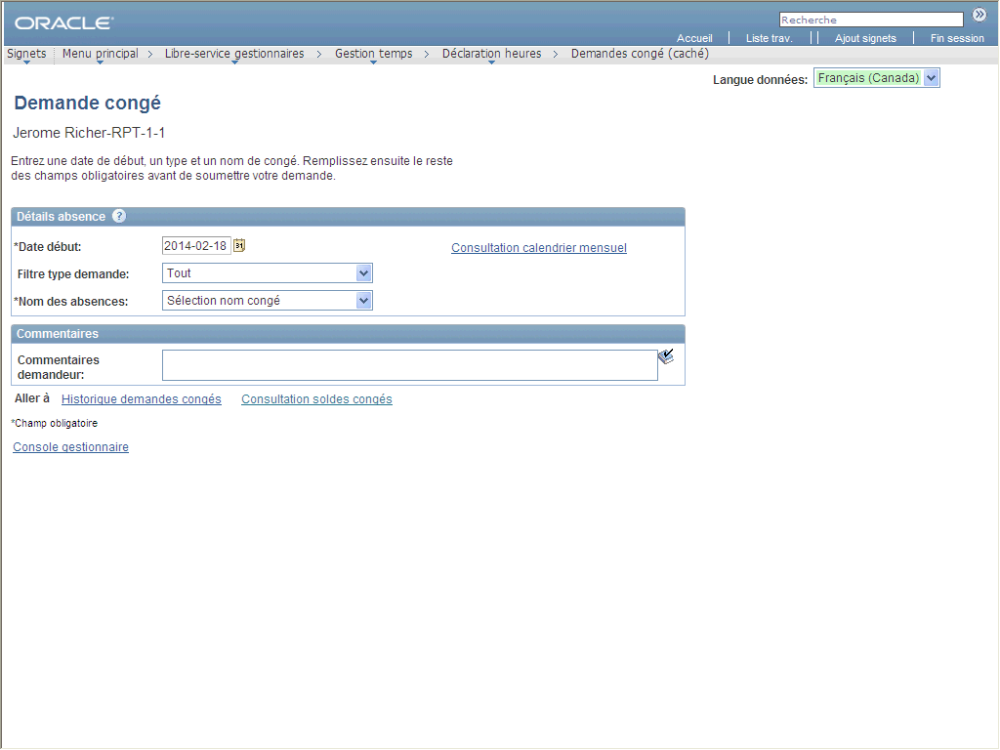 ORACLE
Recherche
Accueil Liste trav. Ajout signets Fin session
Signets Menu principal > Libre-service gestionnaires > Gestion temps > Déclaration heures > Demandes congé (caché)
Langue données: Français (Canada)
Demande congé
Jerome Richer-RPT-1-1
Entrez une date de début, un type et un nom de congé. Remplissez ensuite le reste
des champs obligatoires avant de soumettre votre demande.
Détails absence ?
*Date début: 2014-02-18 31 Consultation calendrier mensuel
Filtre type demande: Tout
*Nom des absences: Sélection nom congé
Commentaires
Commentaires
demandeur:
Aller à Historique demandes congés Consultation soldes congés
*Champ obligatoire
Console gestionnaire